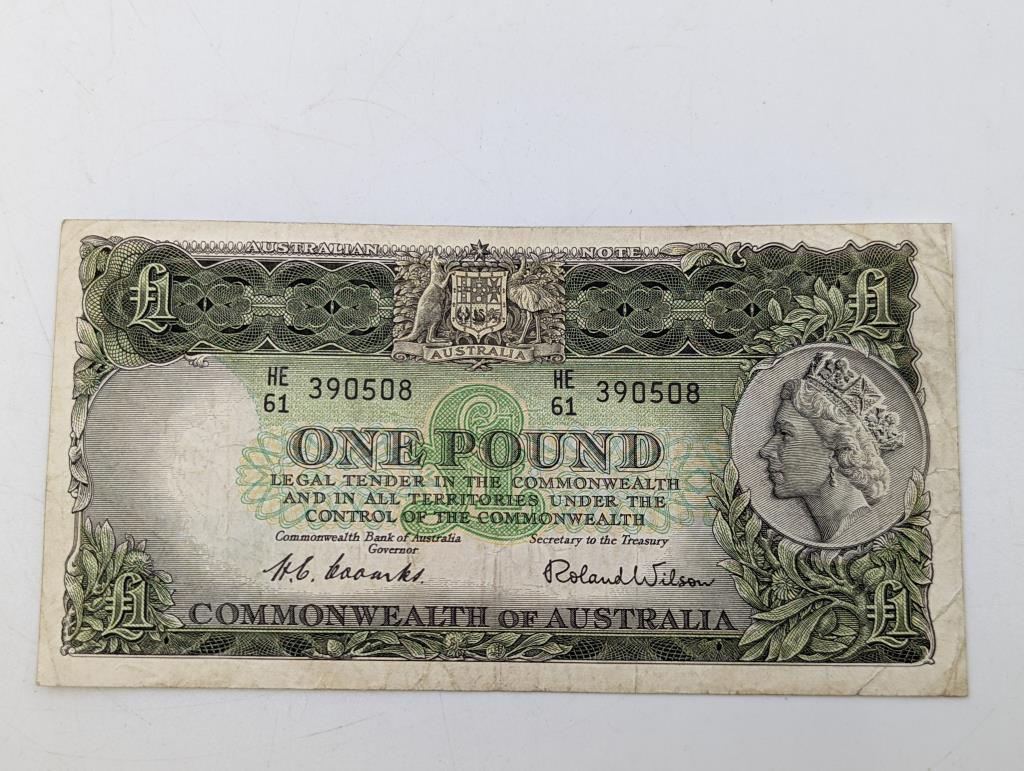 AUSTRALIAN NOTE
£1 £1
AUSTRALIA
HE 61 390508 HE 61 390508
ONE POUND
LEGAL TENDER IN THE COMMONWEALTH
AND IN ALL TERRITORIES UNDER THE
CONTROL OF THE COMMONWEALTH
Commonwealth Bank of Australia Secretary to the Treasury
Governor
H.C. Coombs. Roland Wilson
£1 £1
COMMONWEALTH OF AUSTRALIA